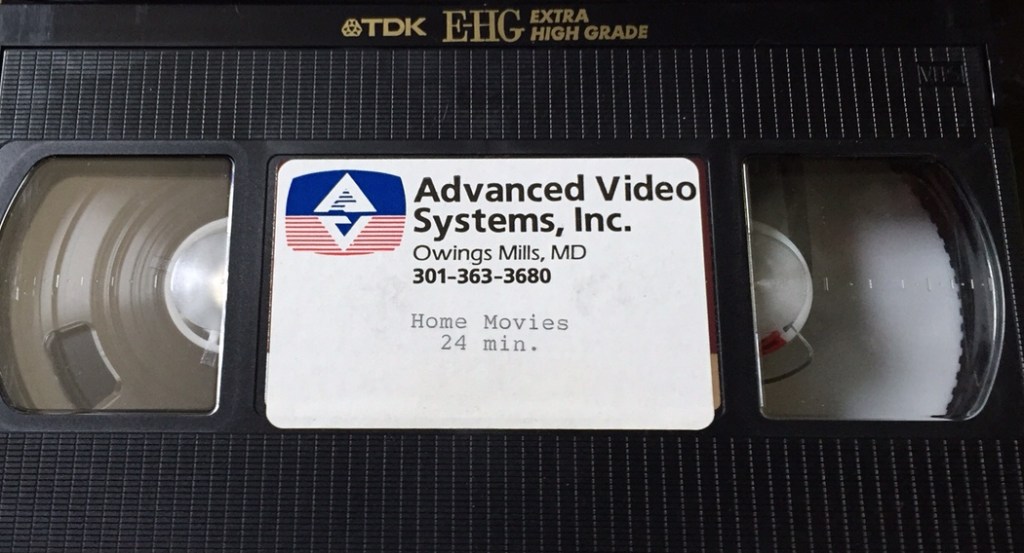 TDK E-HG EXTRA
HIGH GRADE
VHS
Advanced Video
Systems, Inc.
Owings Mills, MD
301-363-3680
Home Movies
24 min.